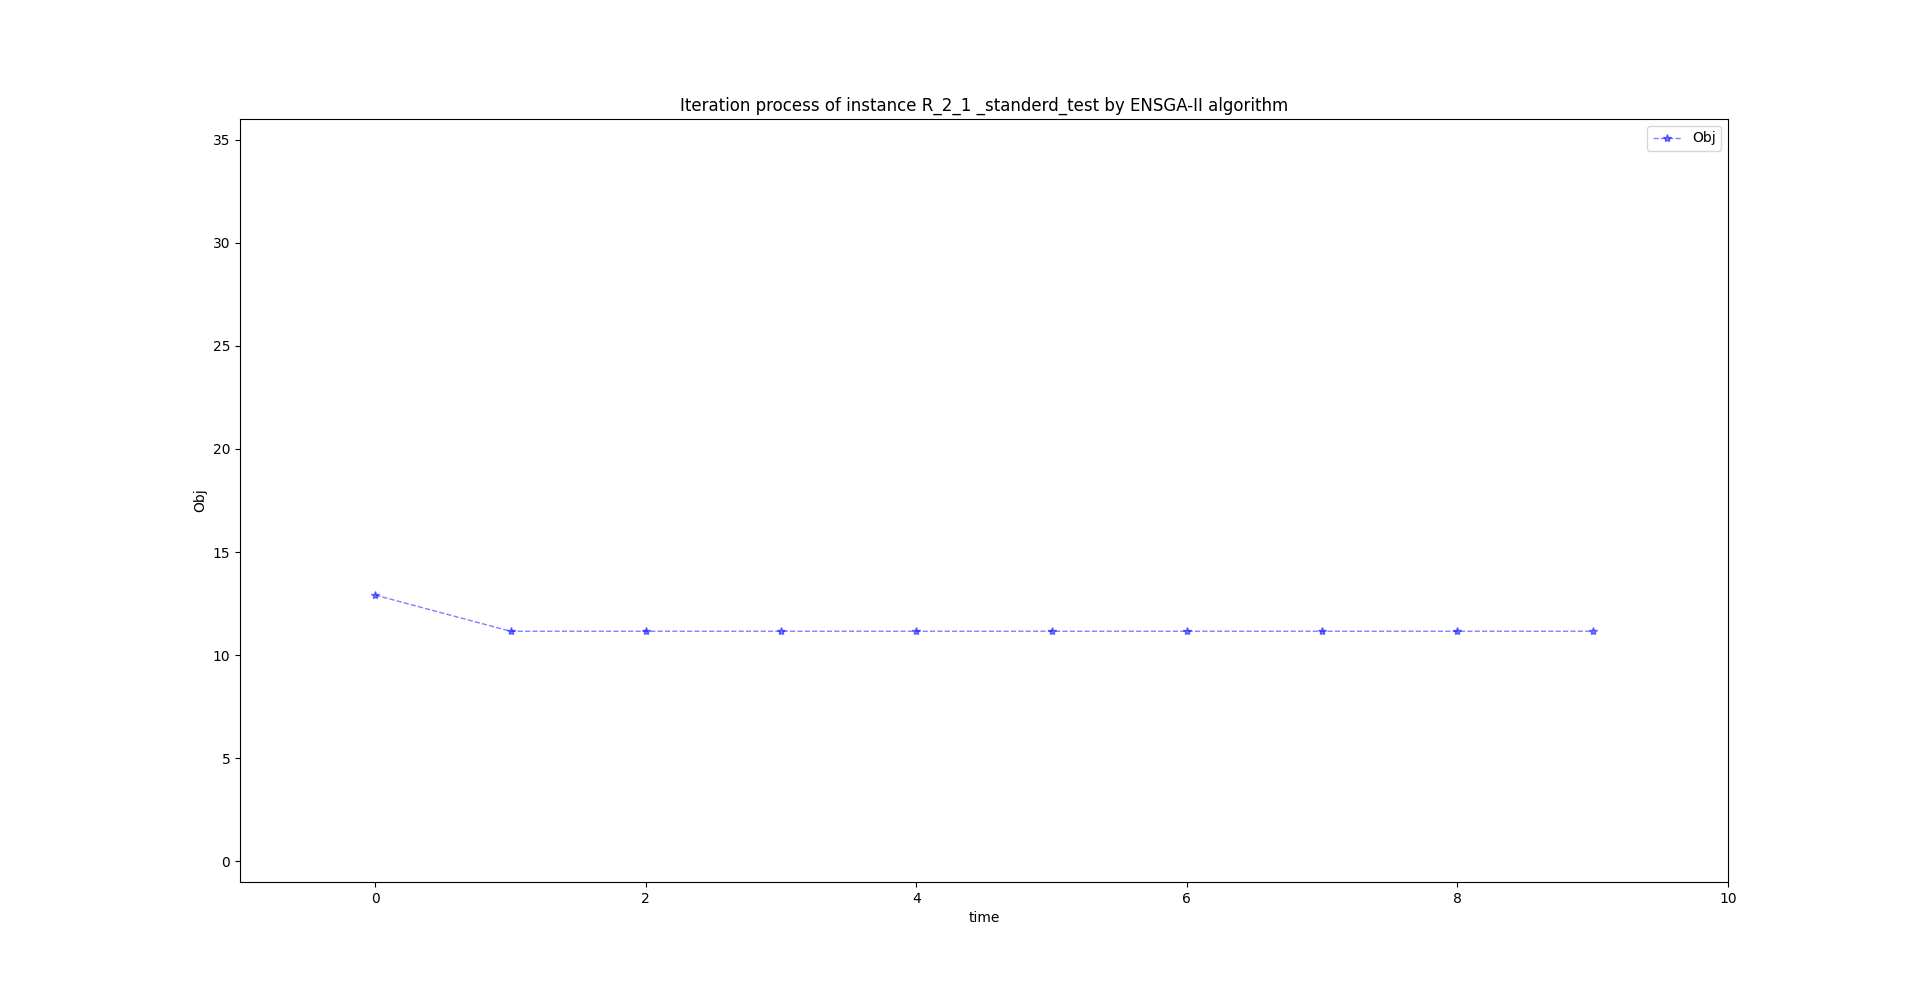 Iteration process of instance R_2_1 _standerd_test by ENSGA-II algorithm
Obj
35
30
25
20
15
10
5
0
Obj
0 2 4 6 8 10
time